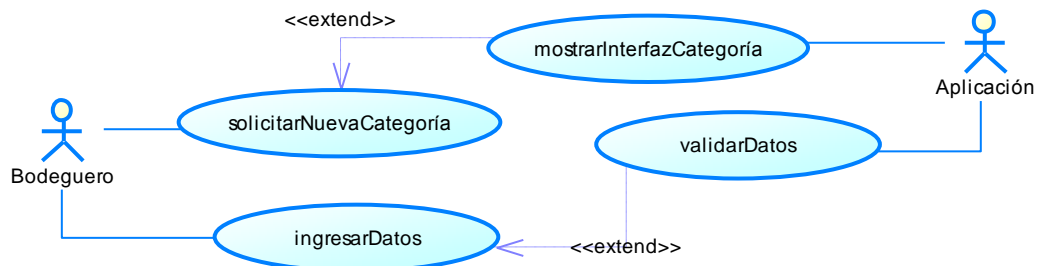 <<extend>>
mostrarInterfazCategoría
Aplicación
solicitarNuevaCategoría
validarDatos
Bodeguero
ingresarDatos
<<extend>>